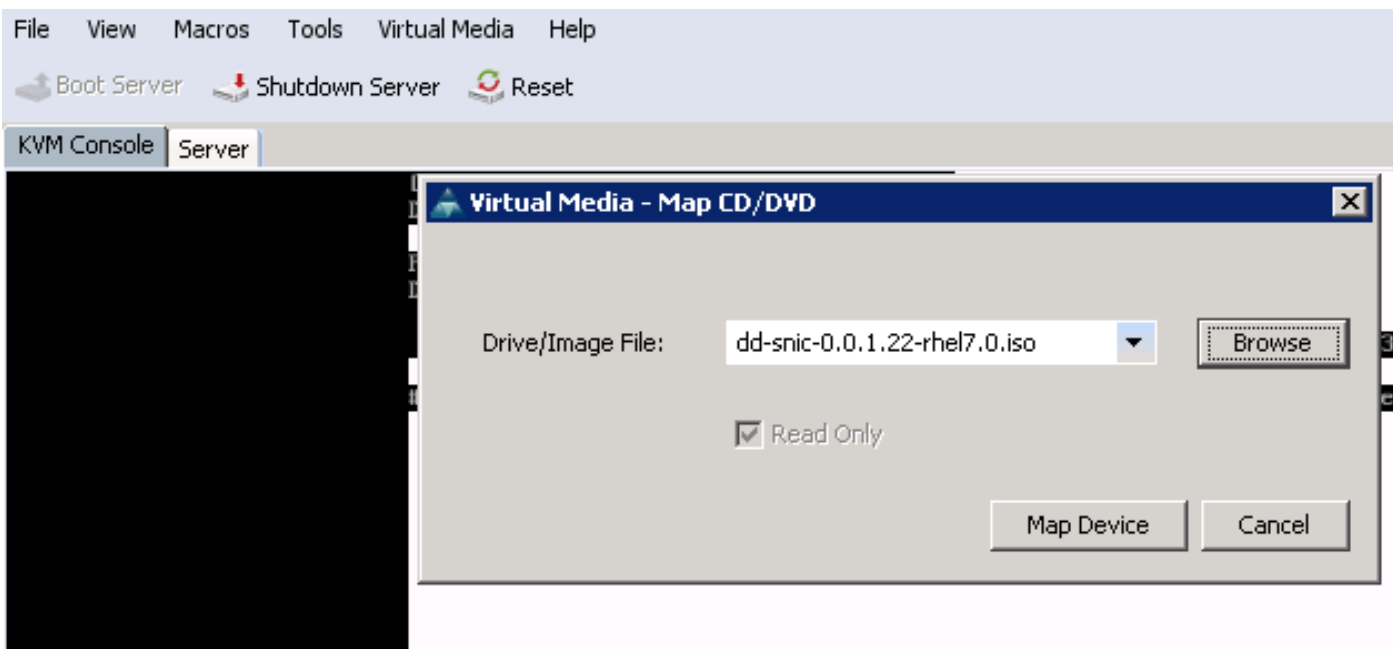 File View Macros Tools Virtual Media Help
Boot Server Shutdown Server Reset
KVM Console Server
Virtual Media - Map CD/DVD
Drive/Image File: dd-snic-0.0.1.22-rhel7.0.iso Browse
Read Only
Map Device Cancel